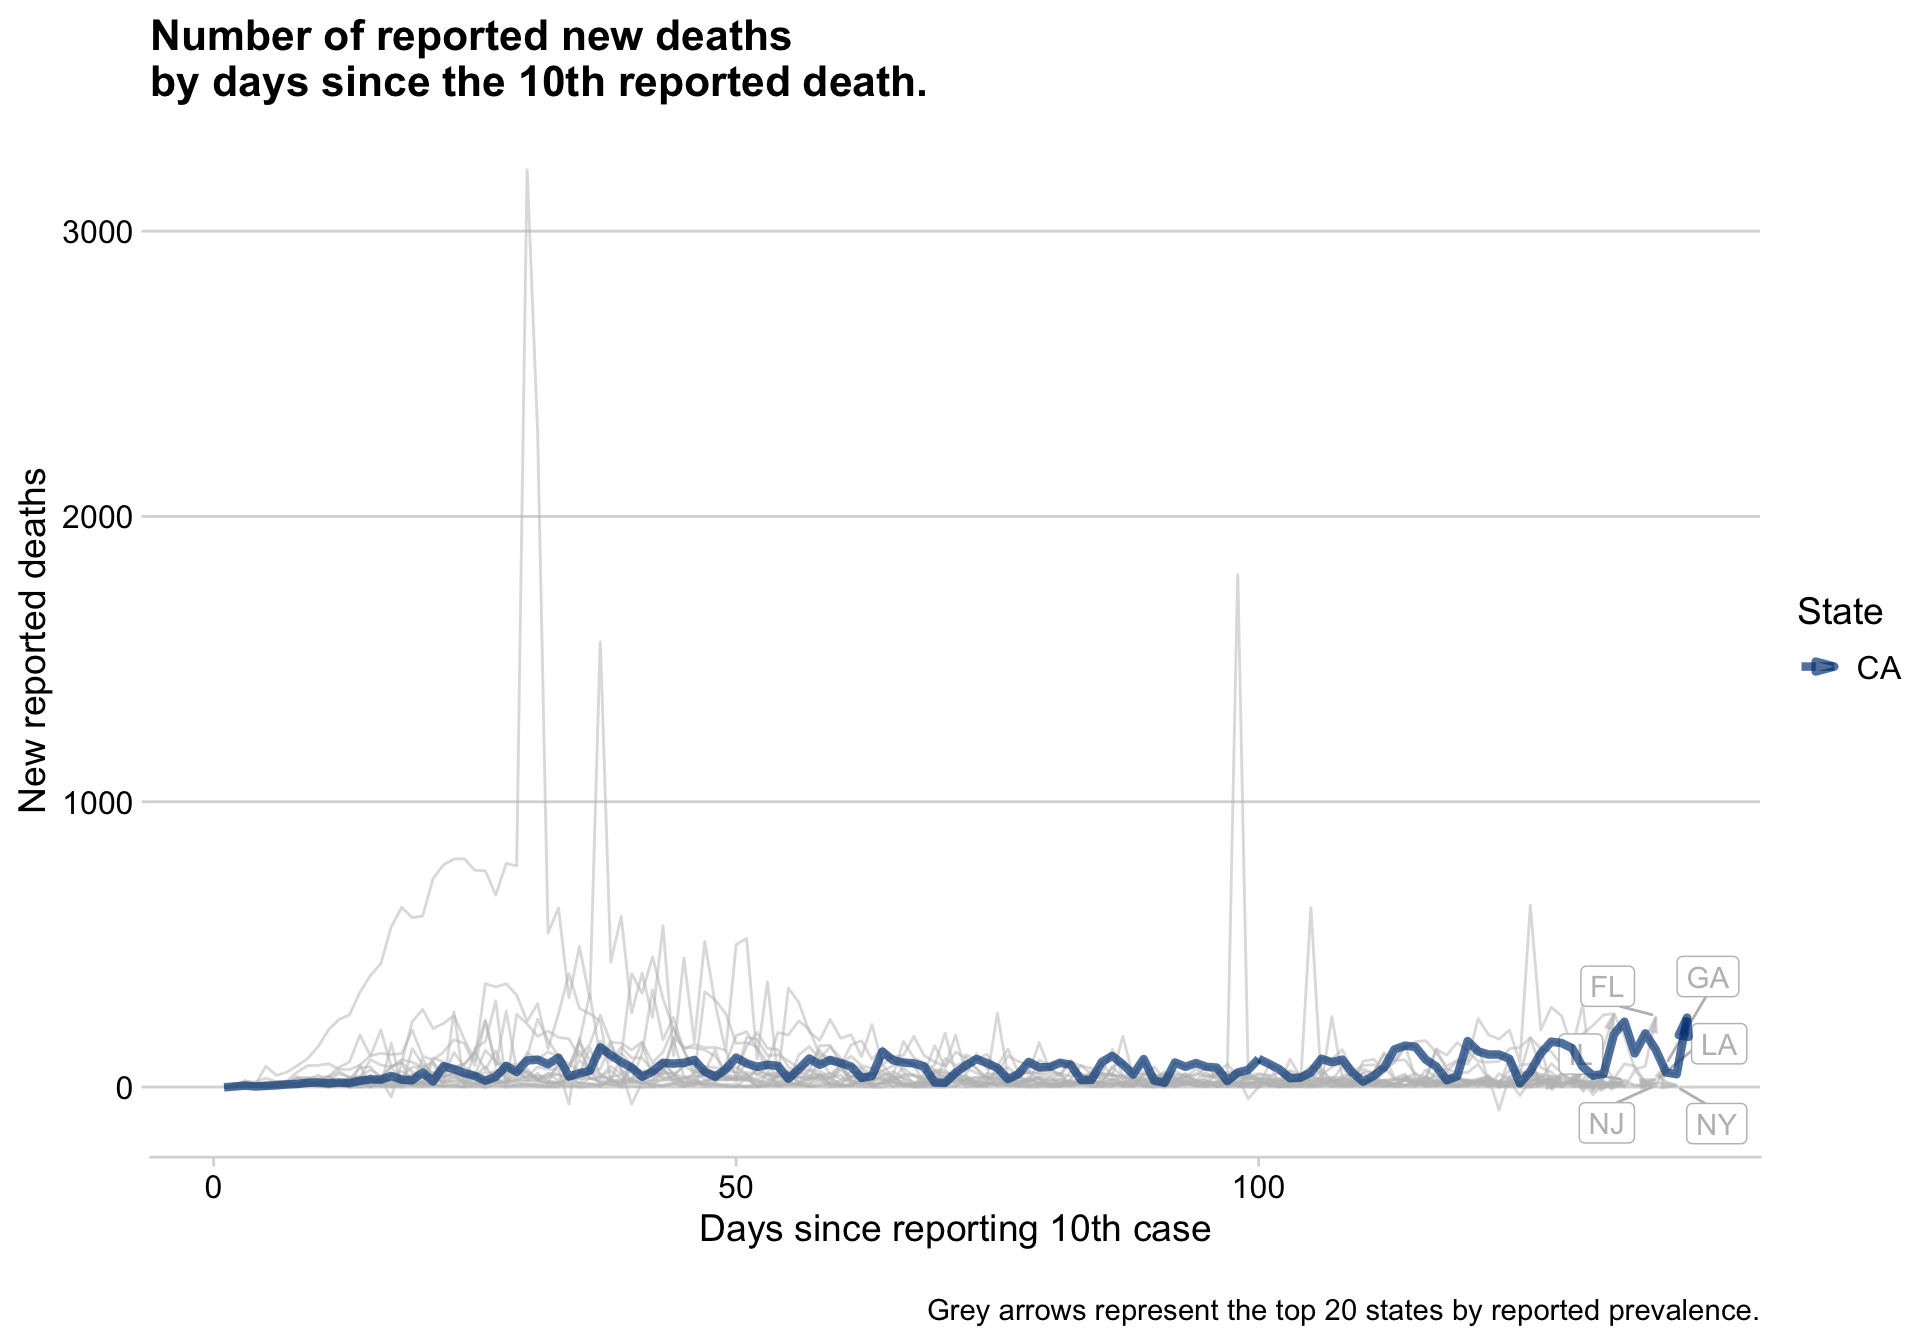 Number of reported new deaths
by days since the 10th reported death.
3000
2000
1000
0
New reported deaths
0
50
100
Days since reporting 10th case
FL
GA
LA
NJ
NY
State
CA
Grey arrows represent the top 20 states by reported prevalence.